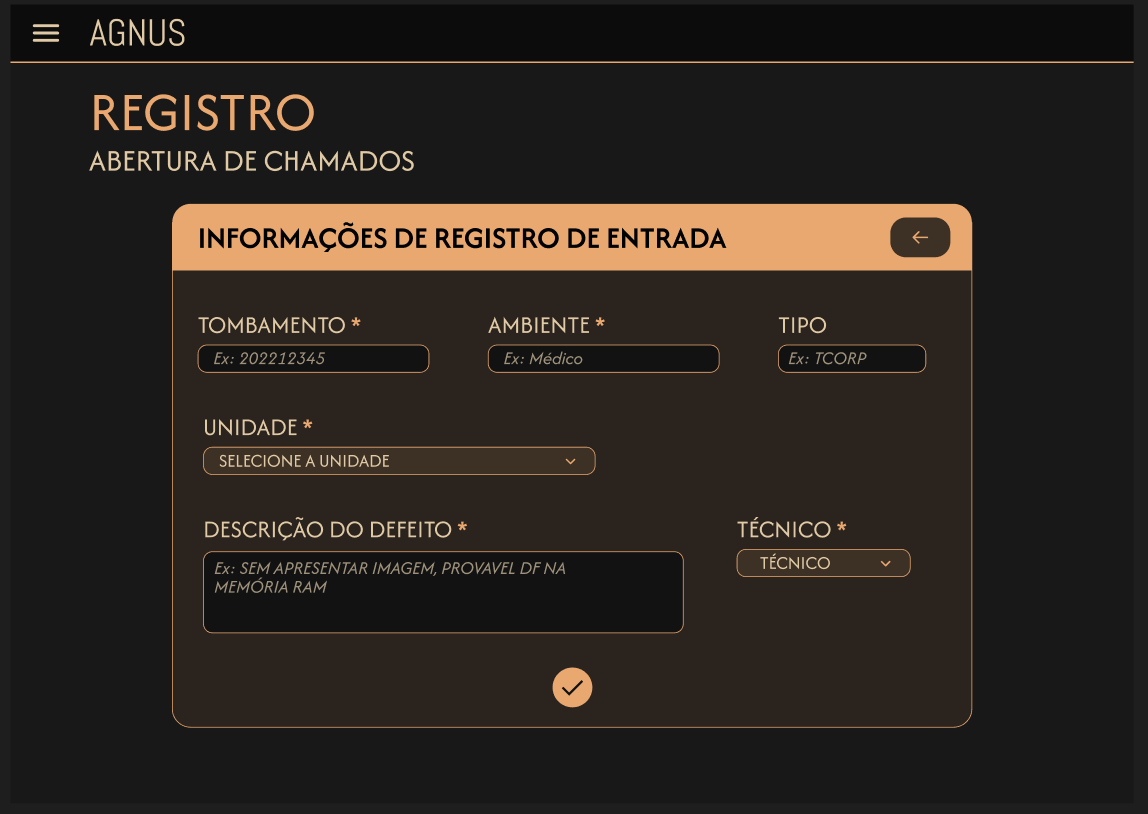 AGNUS
REGISTRO
ABERTURA DE CHAMADOS
INFORMAÇÕES DE REGISTRO DE ENTRADA
TOMBAMENTO * AMBIENTE * TIPO
Ex: 202212345 Ex: Médico Ex: TCORP
UNIDADE *
SELECIONE A UNIDADE
DESCRIÇÃO DO DEFEITO * TÉCNICO *
Ex: SEM APRESENTAR IMAGEM, PROVAVEL DF NA TÉCNICO
MEMÓRIA RAM